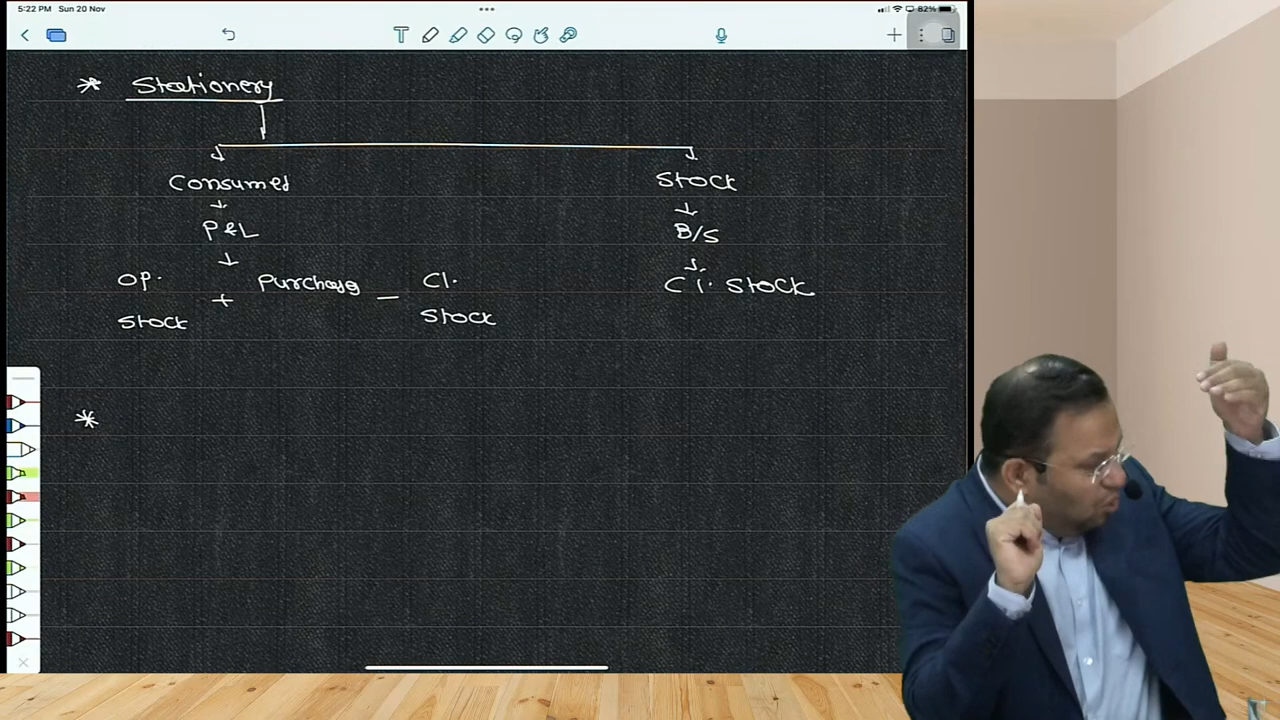 5:22 PM Sun 20 Nov
82%
T
* Stationery
Consumed Stock
P&L B/S
OP. + Purchase - Cl. Cl. Stock
Stock Stock
*